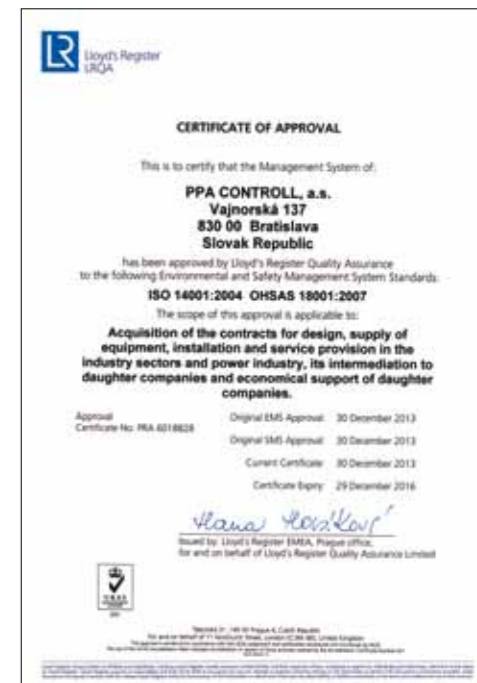 LR
Lloyd's Register
LRQA
CERTIFICATE OF APPROVAL
This is to certify that the Management System of:
PPA CONTROLL, a.s.
Vajnorská 137
830 00 Bratislava
Slovak Republic
has been approved by Lloyd's Register Quality Assurance
to the following Environmental and Safety Management System Standards:
ISO 14001:2004 OHSAS 18001:2007
The scope of this approval is applicable to:
Acquisition of the contracts for design, supply of
equipment, installation and service provision in the
industry sectors and power industry, its intermediation to
daughter companies and economical support of daughter
companies.
Approval
Certificate No: PRA 6018828
Original EMS Approval: 30 December 2013
Original SMS Approval: 30 December 2013
Current Certificate: 30 December 2013
Certificate Expiry: 29 December 2016
Issued by: Lloyd's Register EMEA, Prague office,
for and on behalf of Lloyd's Register Quality Assurance Limited
UKAS